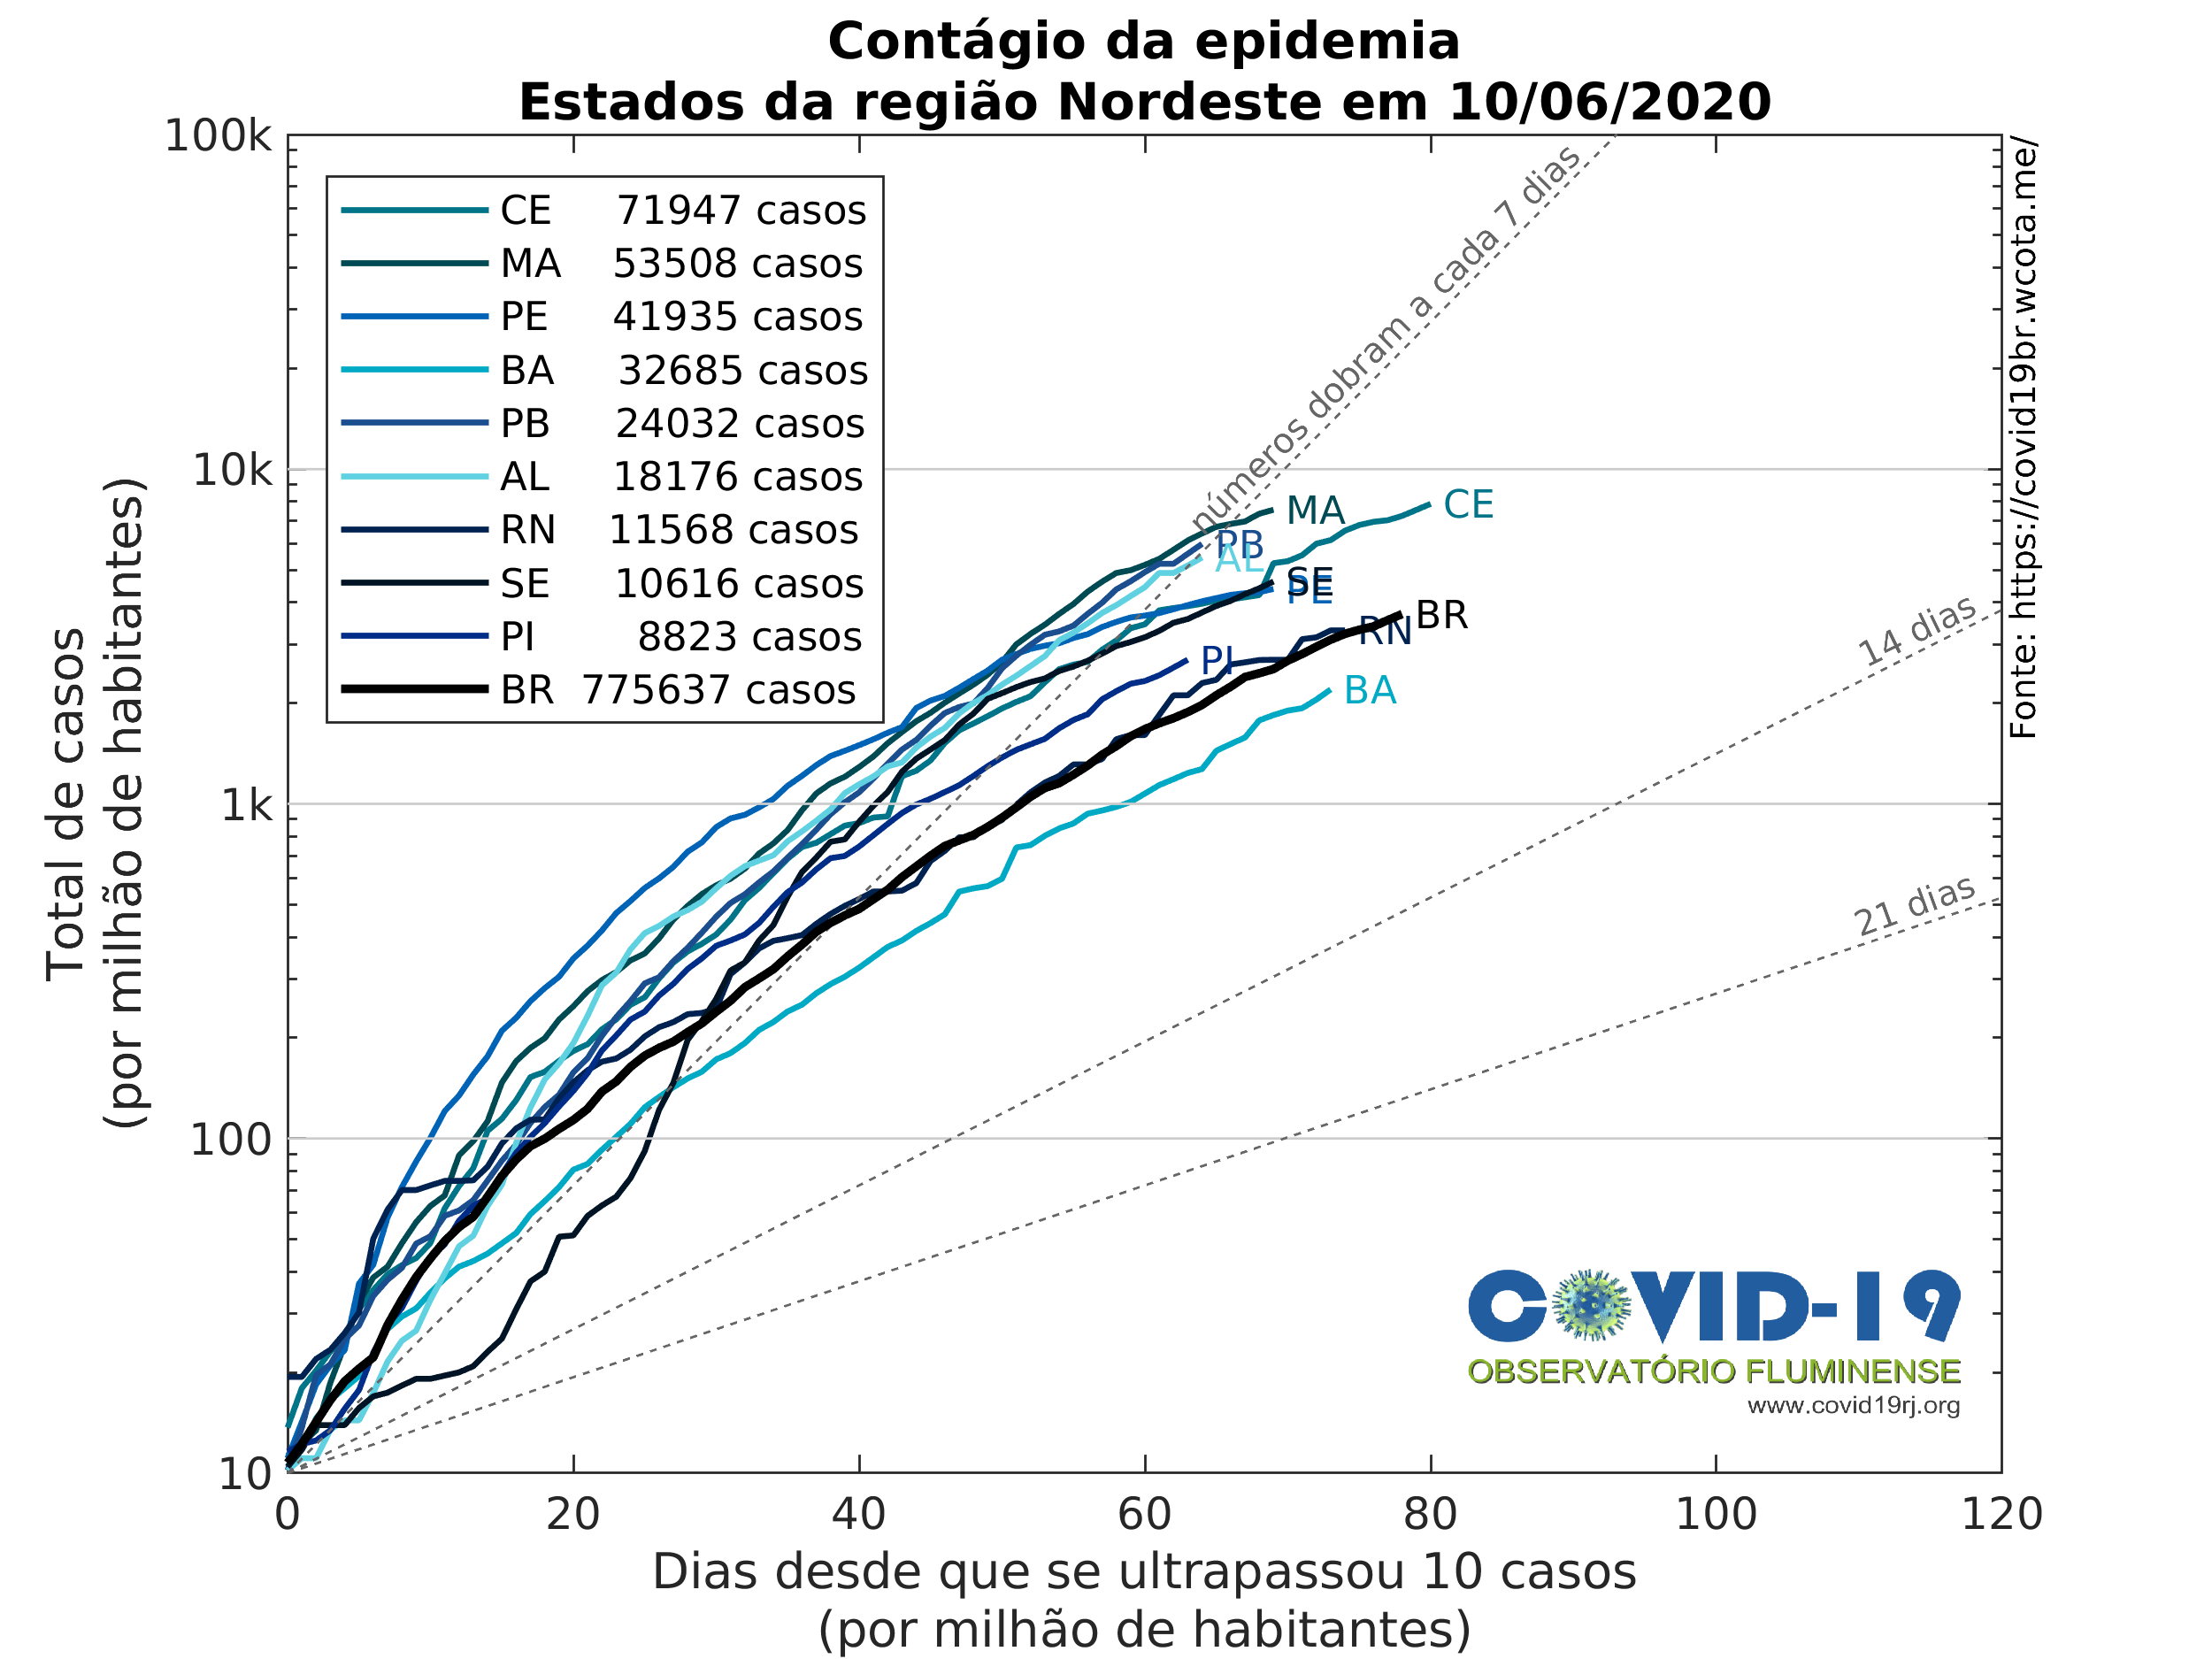 Contágio da epidemia
Estados da região Nordeste em 10/06/2020
100k
10k
1k
100
10
Total de casos
(por milhão de habitantes)
CE 71947 casos
MA 53508 casos
PE 41935 casos
BA 32685 casos
PB 24032 casos
AL 18176 casos
RN 11568 casos
SE 10616 casos
PI 8823 casos
BR 775637 casos
números dobram a cada 7 dias
14 dias
21 dias
MA
CE
PB
AL
SE
PE
BR
RN
PI
BA
Fonte: https://covid19br.wcota.me/
COVID-19
OBSERVATÓRIO FLUMINENSE
www.covid19rj.org
0 20 40 60 80 100 120
Dias desde que se ultrapassou 10 casos
(por milhão de habitantes)